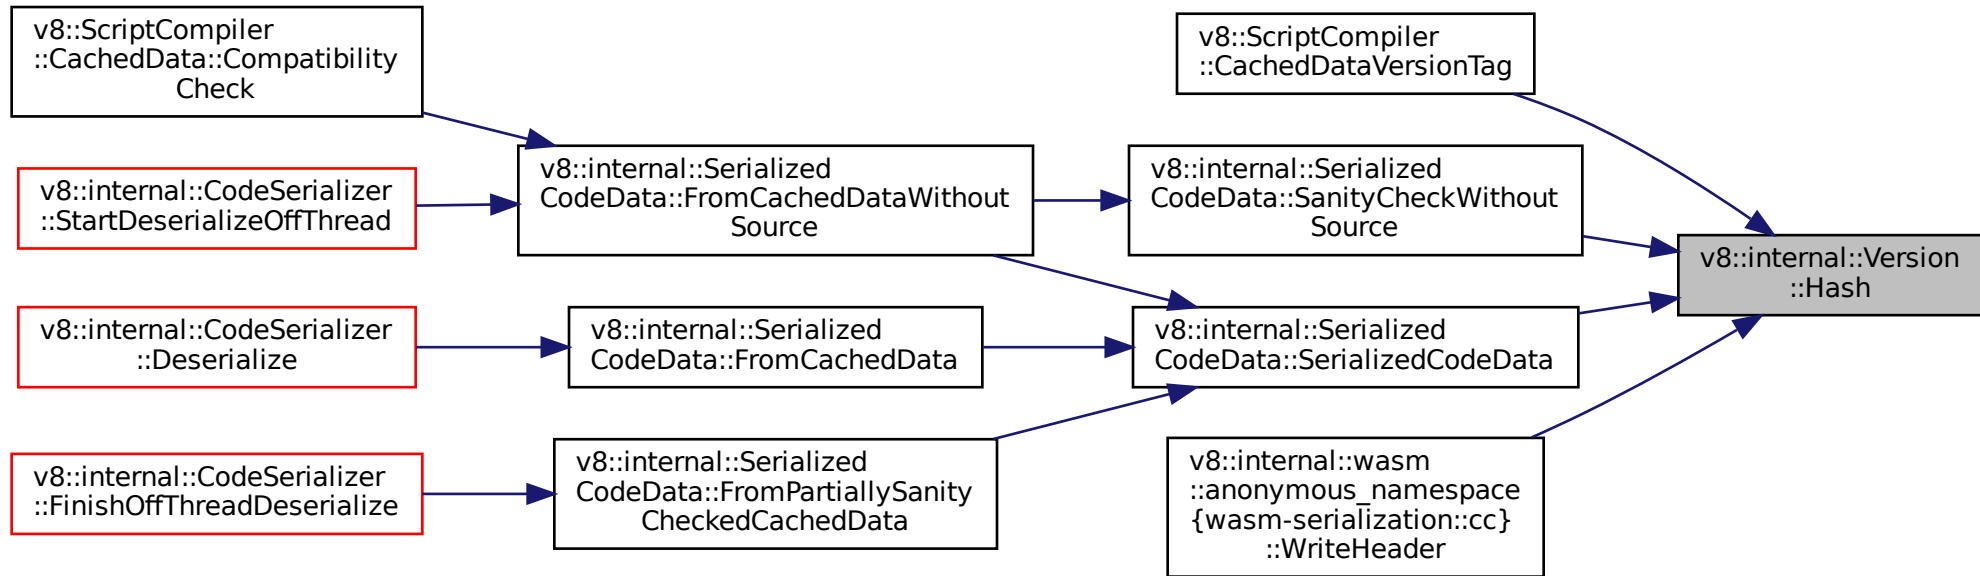 v8::ScriptCompiler
::CachedData::Compatibility
Check
v8::internal::CodeSerializer
::StartDeserializeOffThread
v8::internal::CodeSerializer
::Deserialize
v8::internal::CodeSerializer
::FinishOffThreadDeserialize
v8::internal::Serialized
CodeData::FromCachedDataWithout
Source
v8::internal::Serialized
CodeData::FromCachedData
v8::internal::Serialized
CodeData::FromPartiallySanity
CheckedCachedData
v8::ScriptCompiler
::CachedDataVersionTag
v8::internal::Serialized
CodeData::SanityCheckWithout
Source
v8::internal::Serialized
CodeData::SerializedCodeData
v8::internal::wasm
::anonymous_namespace
{wasm-serialization::cc}
::WriteHeader
v8::internal::Version
::Hash